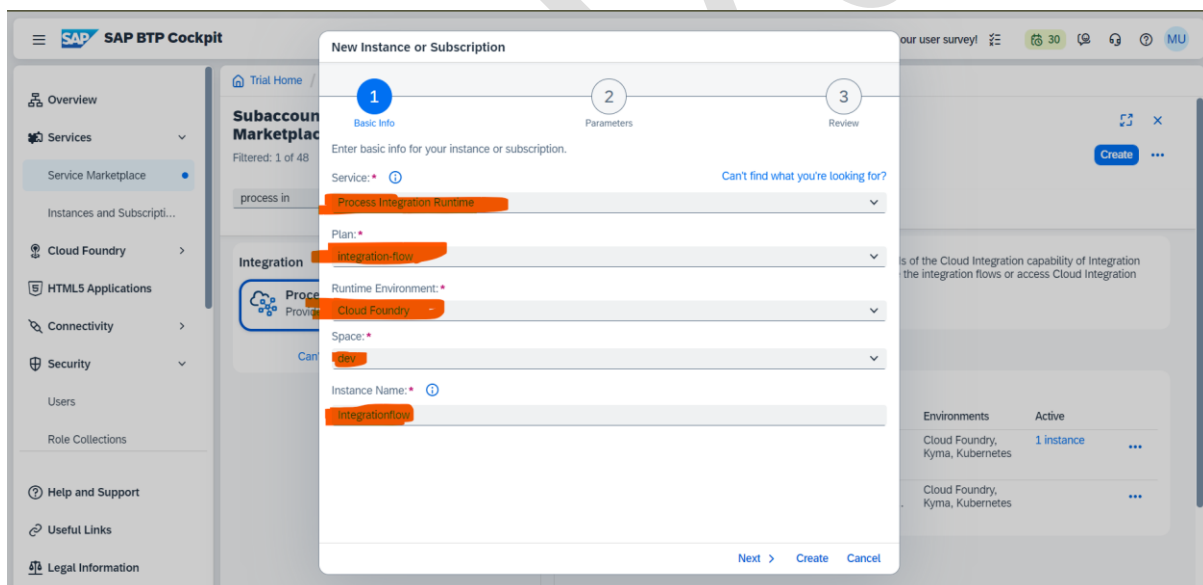 SAP SAP BTP Cockpit
our user survey!
30
MU
Overview
Services
Service Marketplace
Instances and Subscripti...
Cloud Foundry
HTML5 Applications
Connectivity
Security
Users
Role Collections
Help and Support
Useful Links
Legal Information
Trial Home /
Subaccoun
Marketplac
Filtered: 1 of 48
process in
Integration
Proce
Provid
Can'
New Instance or Subscription
1
2
3
Basic Info
Parameters
Review
Enter basic info for your instance or subscription.
Service:*
Can't find what you're looking for?
Process Integration Runtime
Plan:*
integration-flow
Runtime Environment:*
Cloud Foundry
Space:*
dev
Instance Name:*
Integrationflow
Next >
Create
Cancel
Create
ls of the Cloud Integration capability of Integration
the integration flows or access Cloud Integration
Environments
Active
Cloud Foundry,
Kyma, Kubernetes
1 instance
Cloud Foundry,
Kyma, Kubernetes